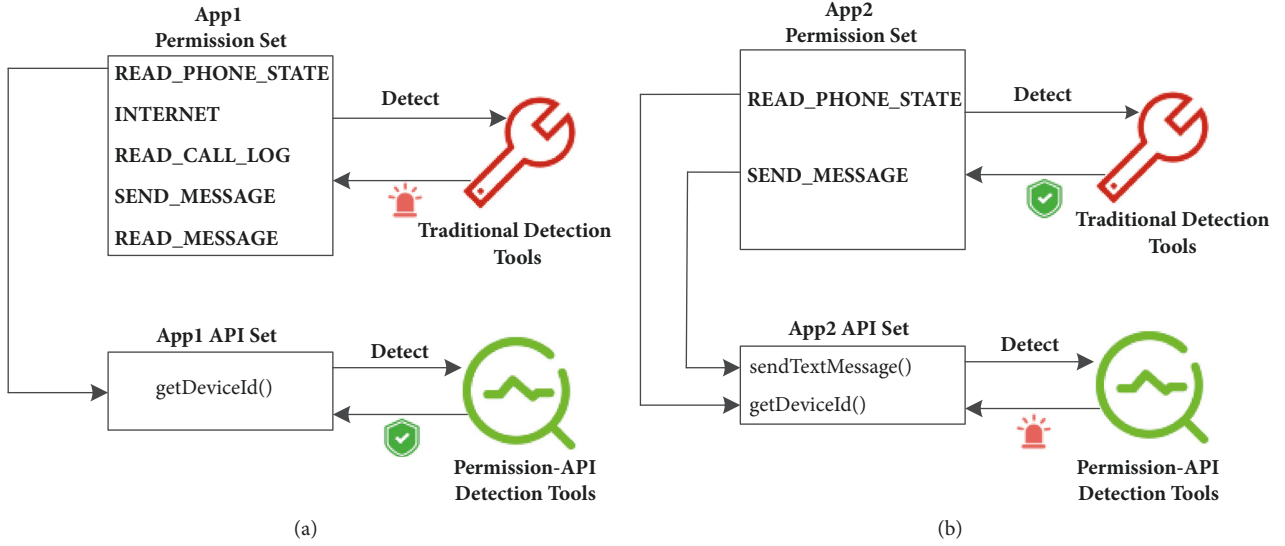 App1
Permission Set
READ_PHONE_STATE
INTERNET
READ_CALL_LOG
SEND_MESSAGE
READ_MESSAGE
Detect
Traditional Detection
Tools
App1 API Set
getDeviceId()
Detect
Permission-API
Detection Tools
(a)
App2
Permission Set
READ_PHONE_STATE
SEND_MESSAGE
Detect
Traditional Detection
Tools
App2 API Set
sendTextMessage()
getDeviceId()
Detect
Permission-API
Detection Tools
(b)